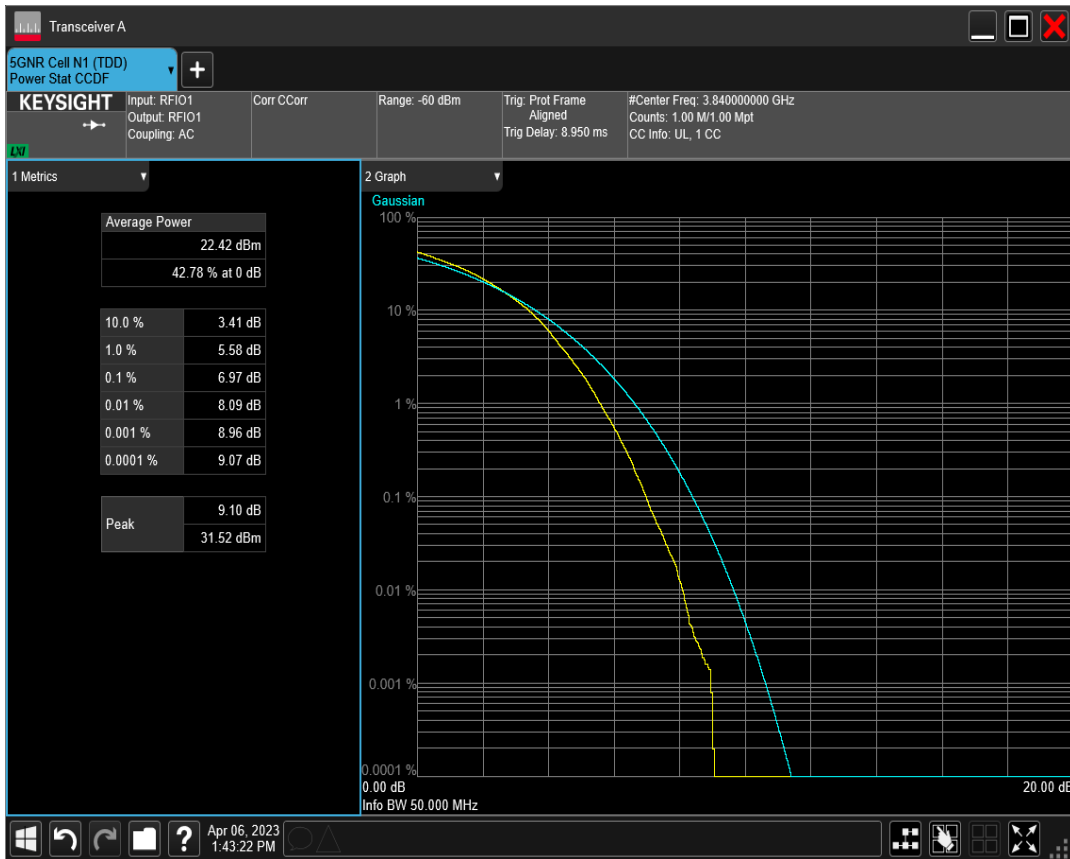 Transceiver A
5GNR Cell N1 (TDD)
Power Stat CCDF
+
KEYSIGHT
LXI
Input: RFIO1
Output: RFIO1
Coupling: AC
Corr CCorr
Range: -60 dBm
Trig: Prot Frame
Aligned
Trig Delay: 8.950 ms
#Center Freq: 3.840000000 GHz
Counts: 1.00 M/1.00 Mpt
CC Info: UL, 1 CC
1 Metrics
Average Power
22.42 dBm
42.78 % at 0 dB
10.0 % 3.41 dB
1.0 % 5.58 dB
0.1 % 6.97 dB
0.01 % 8.09 dB
0.001 % 8.96 dB
0.0001 % 9.07 dB
Peak
9.10 dB
31.52 dBm
2 Graph
Gaussian
100 %
10 %
1 %
0.1 %
0.01 %
0.001 %
0.0001 %
0.00 dB 20.00 dB
Info BW 50.000 MHz
?
Apr 06, 2023
1:43:22 PM